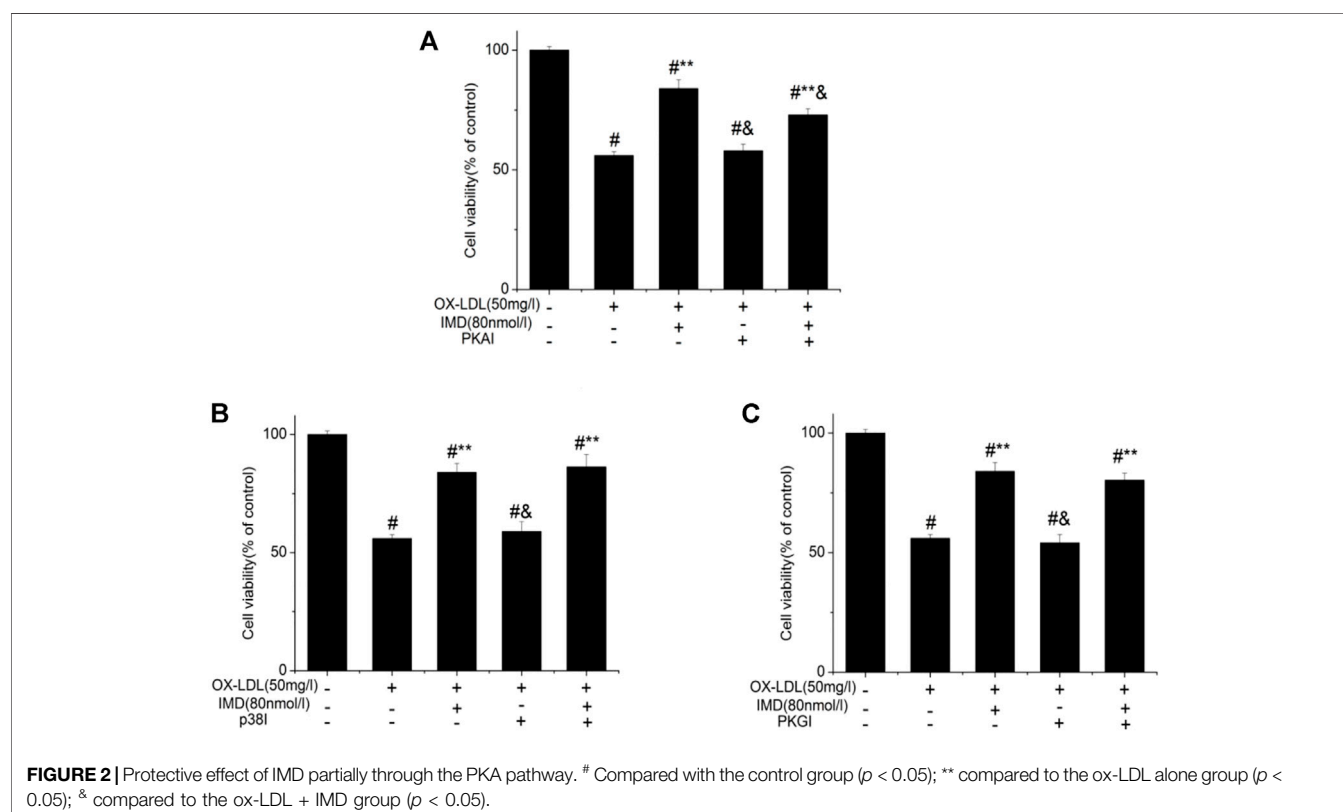 A
Cell viability(% of control)
100
50
0
#
#**
#&
#**&
OX-LDL(50mg/l) - + + + +
IMD(80nmol/l) - - + - +
PKAI - - - + +
B
Cell viability(% of control)
100
50
0
#
#**
#&
#**
OX-LDL(50mg/l) - + + + +
IMD(80nmol/l) - - + - +
p38I - - - + +
C
Cell viability(% of control)
100
50
0
#
#**
#&
#**
OX-LDL(50mg/l) - + + + +
IMD(80nmol/l) - - + - +
PKGI - - - + +
FIGURE 2 | Protective effect of IMD partially through the PKA pathway. # Compared with the control group (p < 0.05); ** compared to the ox-LDL alone group (p <
0.05); & compared to the ox-LDL + IMD group (p < 0.05).